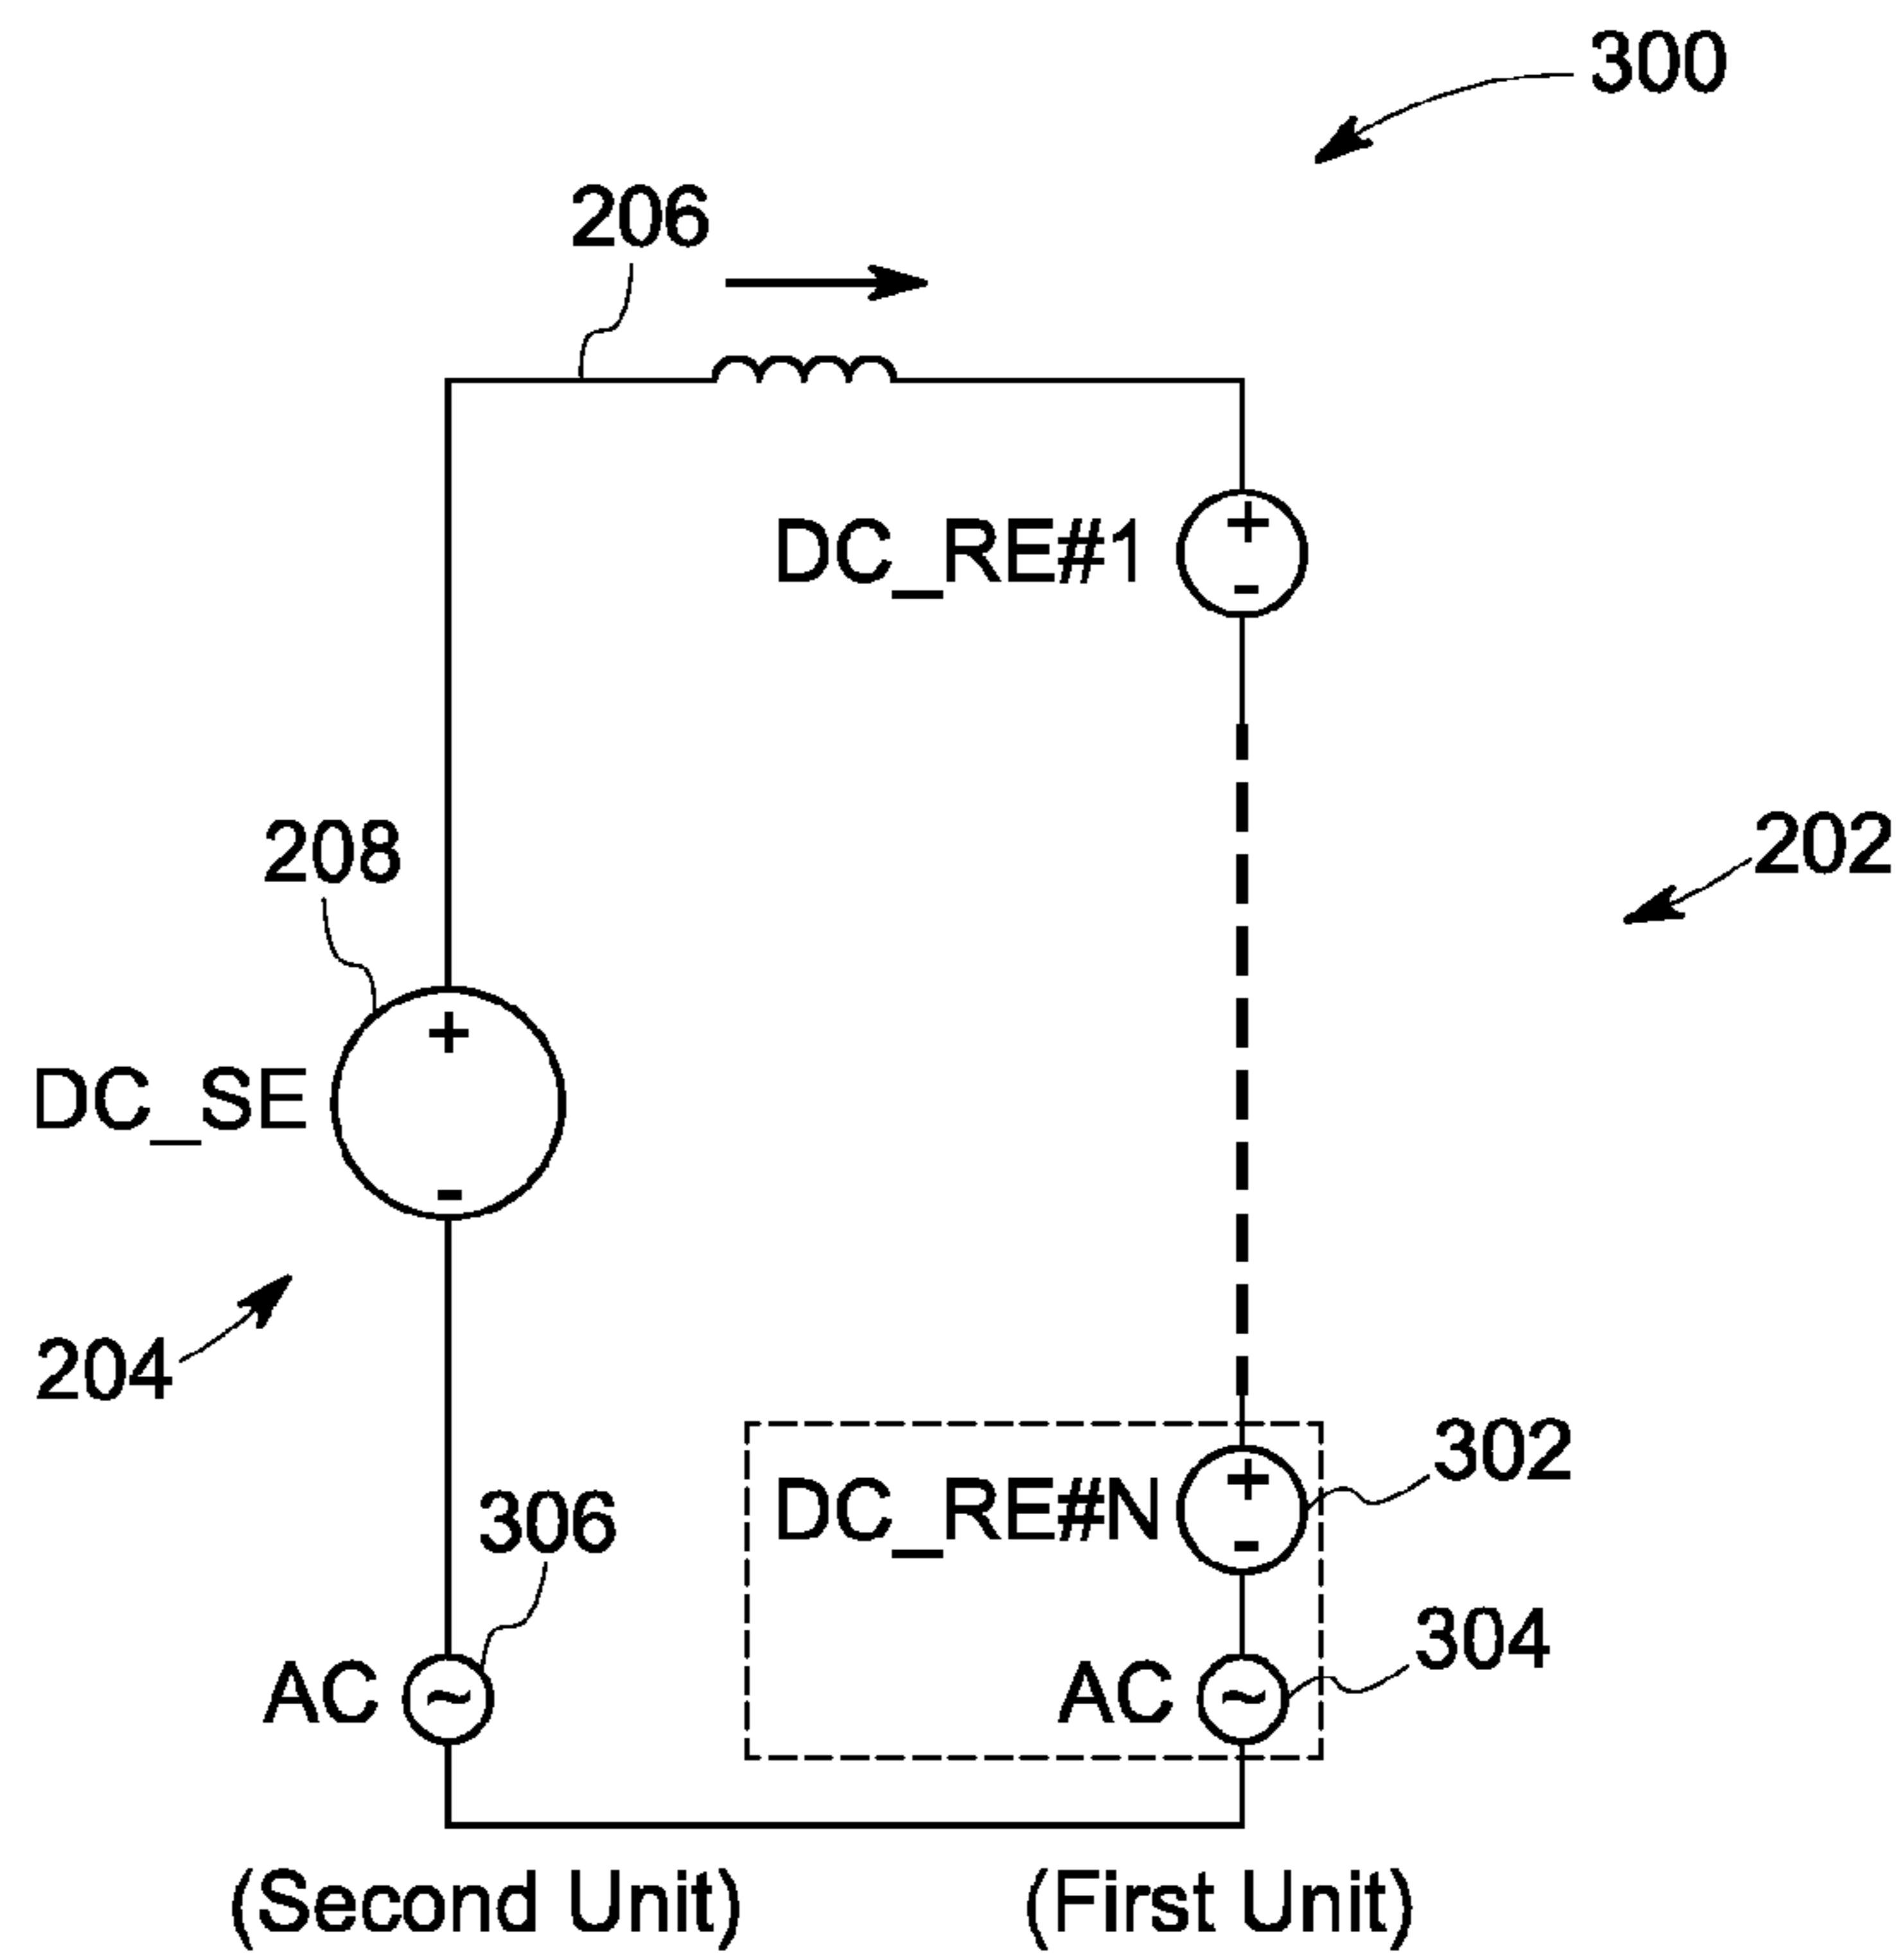 300
206
DC_RE#1
208
202
DC_SE
204
302
DC_RE#N
306
304
AC
AC
(Second Unit)
(First Unit)